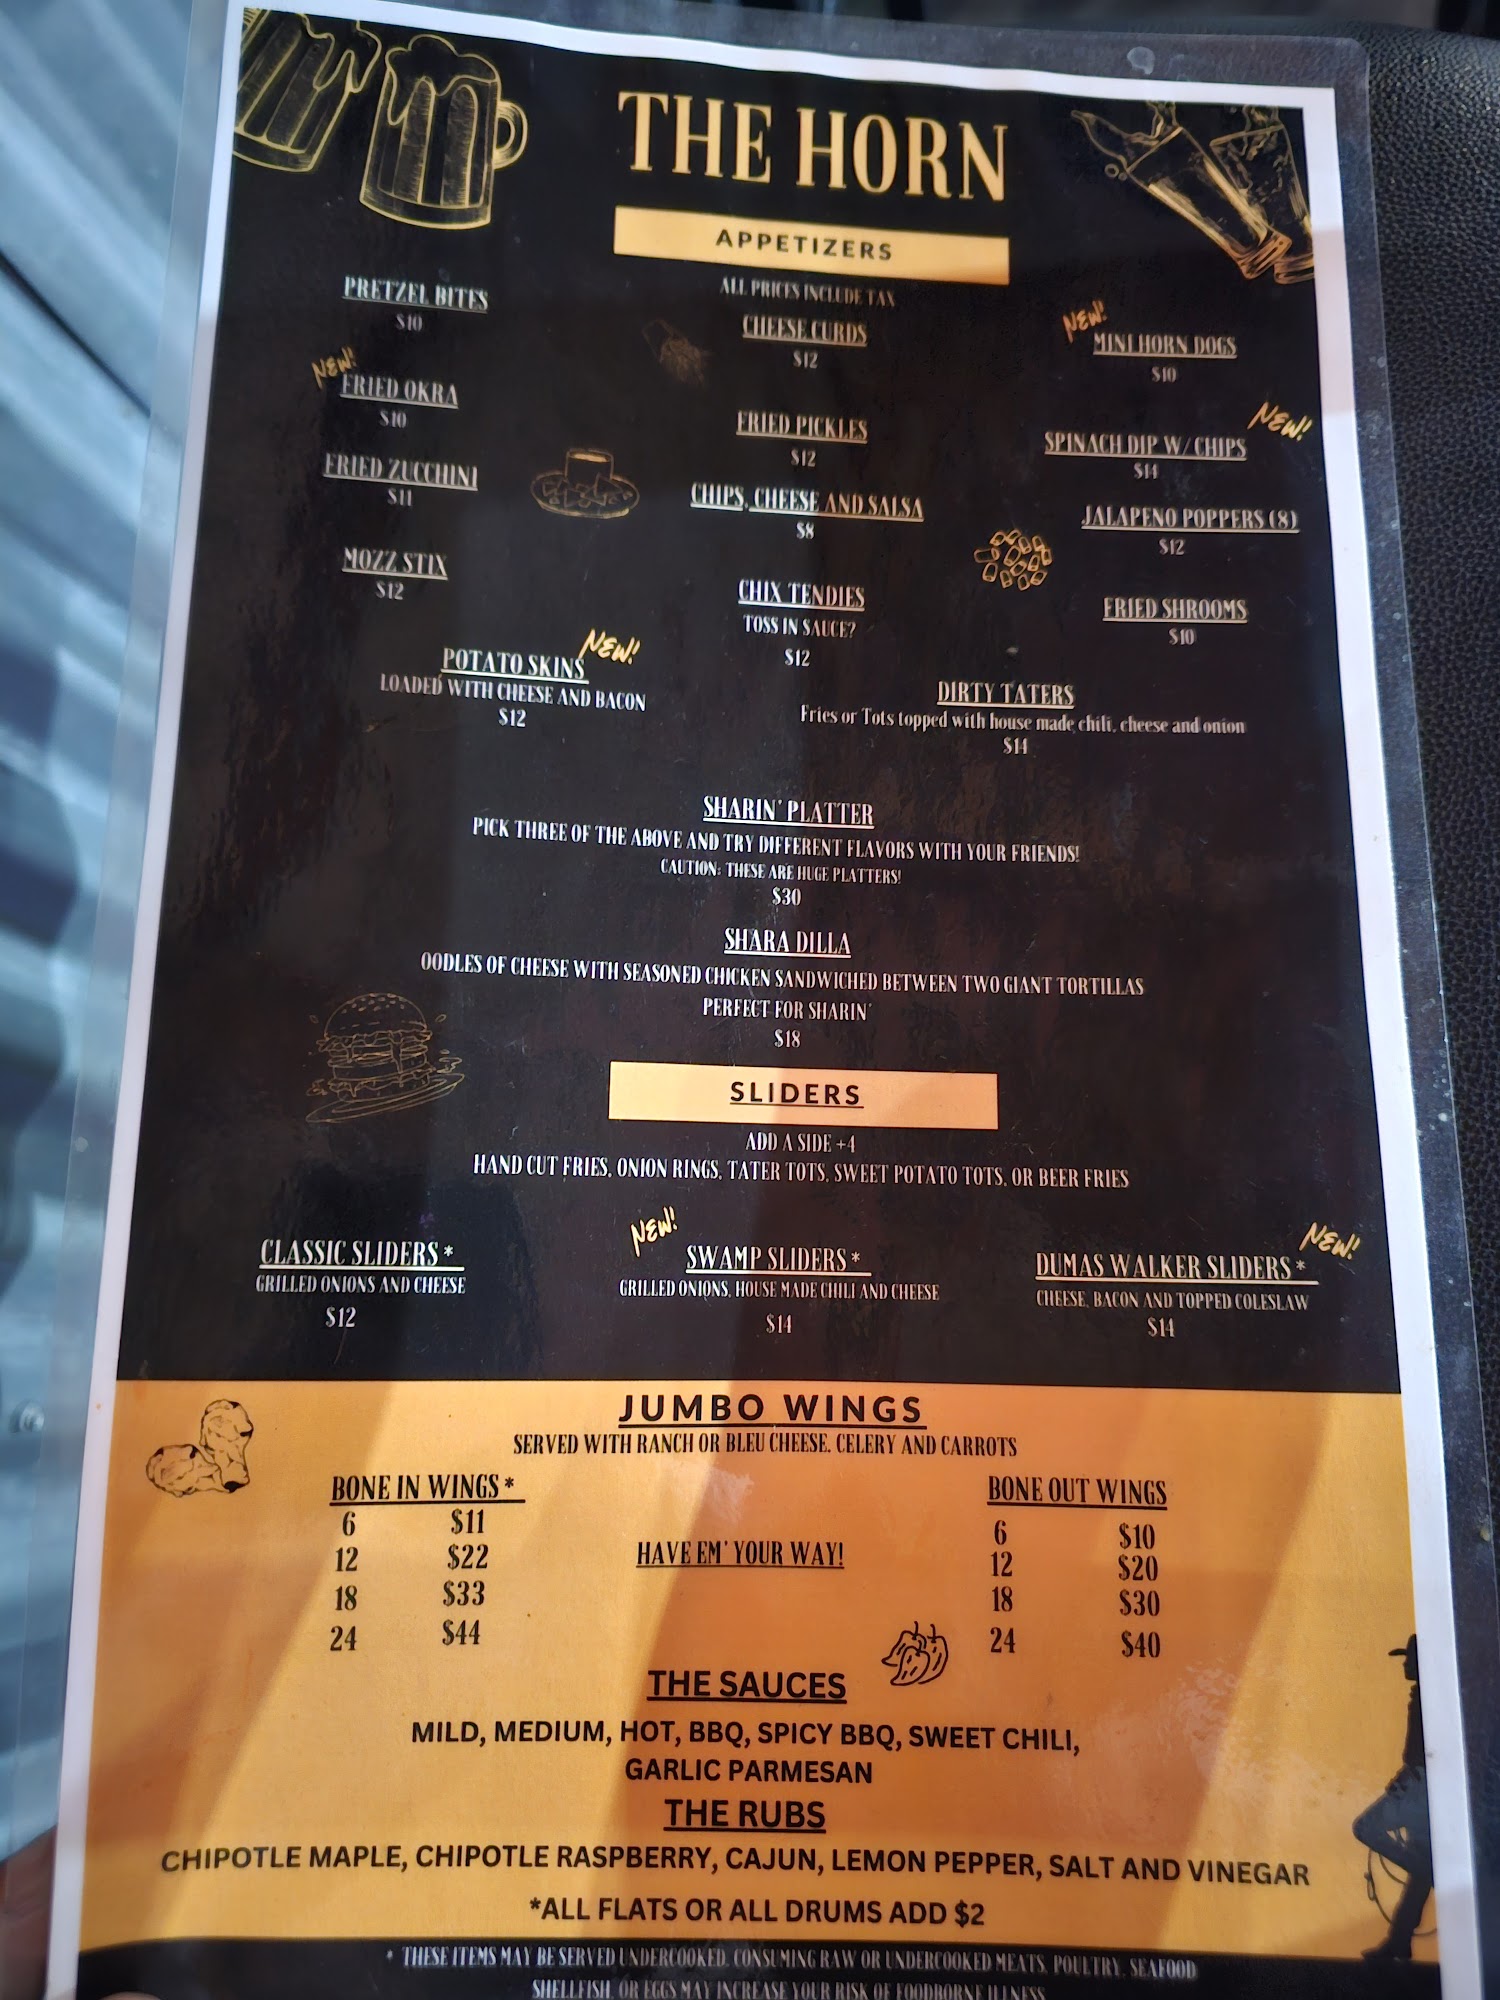 THE HORN
APPETIZERS
ALL PRICES INCLUDE TAX
PRETZEL BITES
$10
CHEESE CURDS
$12
NEW!
MINI HORN DOGS
$10
NEW!
FRIED OKRA
$10
FRIED PICKLES
$12
NEW!
SPINACH DIP W/ CHIPS
$14
FRIED ZUCCHINI
$11
CHIPS, CHEESE AND SALSA
$8
JALAPENO POPPERS (8)
$12
MOZZ STIX
$12
CHIX TENDIES
TOSS IN SAUCE?
$12
FRIED SHROOMS
$10
NEW!
POTATO SKINS
LOADED WITH CHEESE AND BACON
$12
DIRTY TATERS
Fries or Tots topped with house made chili, cheese and onion
$14
SHARIN' PLATTER
PICK THREE OF THE ABOVE AND TRY DIFFERENT FLAVORS WITH YOUR FRIENDS!
CAUTION: THESE ARE HUGE PLATTERS!
$30
SHARA DILLA
OODLES OF CHEESE WITH SEASONED CHICKEN SANDWICHED BETWEEN TWO GIANT TORTILLAS
PERFECT FOR SHARIN'
$18
SLIDERS
ADD A SIDE +4
HAND CUT FRIES, ONION RINGS, TATER TOTS, SWEET POTATO TOTS, OR BEER FRIES
CLASSIC SLIDERS *
GRILLED ONIONS AND CHEESE
$12
NEW!
SWAMP SLIDERS *
GRILLED ONIONS, HOUSE MADE CHILI AND CHEESE
$14
NEW!
DUMAS WALKER SLIDERS *
CHEESE, BACON AND TOPPED COLESLAW
$14
JUMBO WINGS
SERVED WITH RANCH OR BLEU CHEESE, CELERY AND CARROTS
BONE IN WINGS *
6 $11
12 $22
18 $33
24 $44
HAVE EM' YOUR WAY!
BONE OUT WINGS
6 $10
12 $20
18 $30
24 $40
THE SAUCES
MILD, MEDIUM, HOT, BBQ, SPICY BBQ, SWEET CHILI,
GARLIC PARMESAN
THE RUBS
CHIPOTLE MAPLE, CHIPOTLE RASPBERRY, CAJUN, LEMON PEPPER, SALT AND VINEGAR
*ALL FLATS OR ALL DRUMS ADD $2
* THESE ITEMS MAY BE SERVED UNDERCOOKED. CONSUMING RAW OR UNDERCOOKED MEATS, POULTRY, SEAFOOD
SHELLFISH, OR EGGS MAY INCREASE YOUR RISK OF FOODBORNE ILLNESS